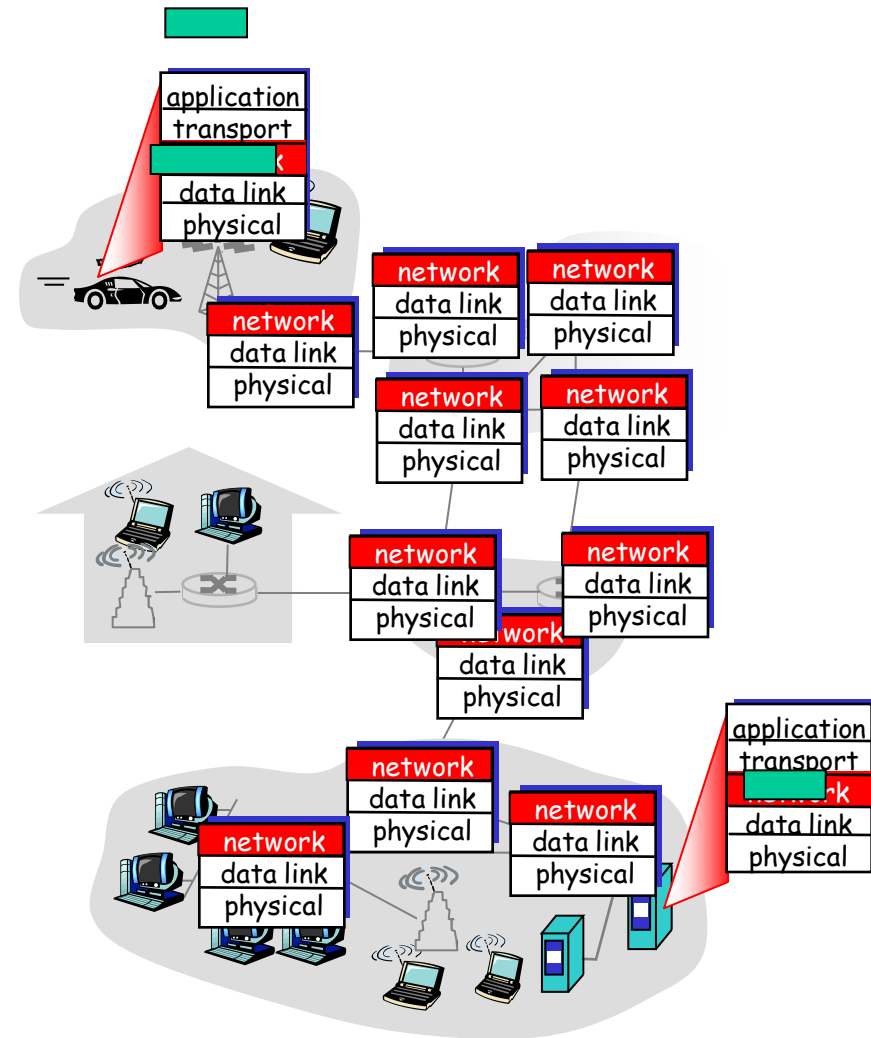 application
transport
data link
physical
network
data link
physical
network
data link
physical
network
data link
physical
network
data link
physical
network
data link
physical
network
data link
physical
network
data link
physical
work
data link
physical
application
transport
data link
physical
network
data link
physical
network
data link
physical
network
data link
physical